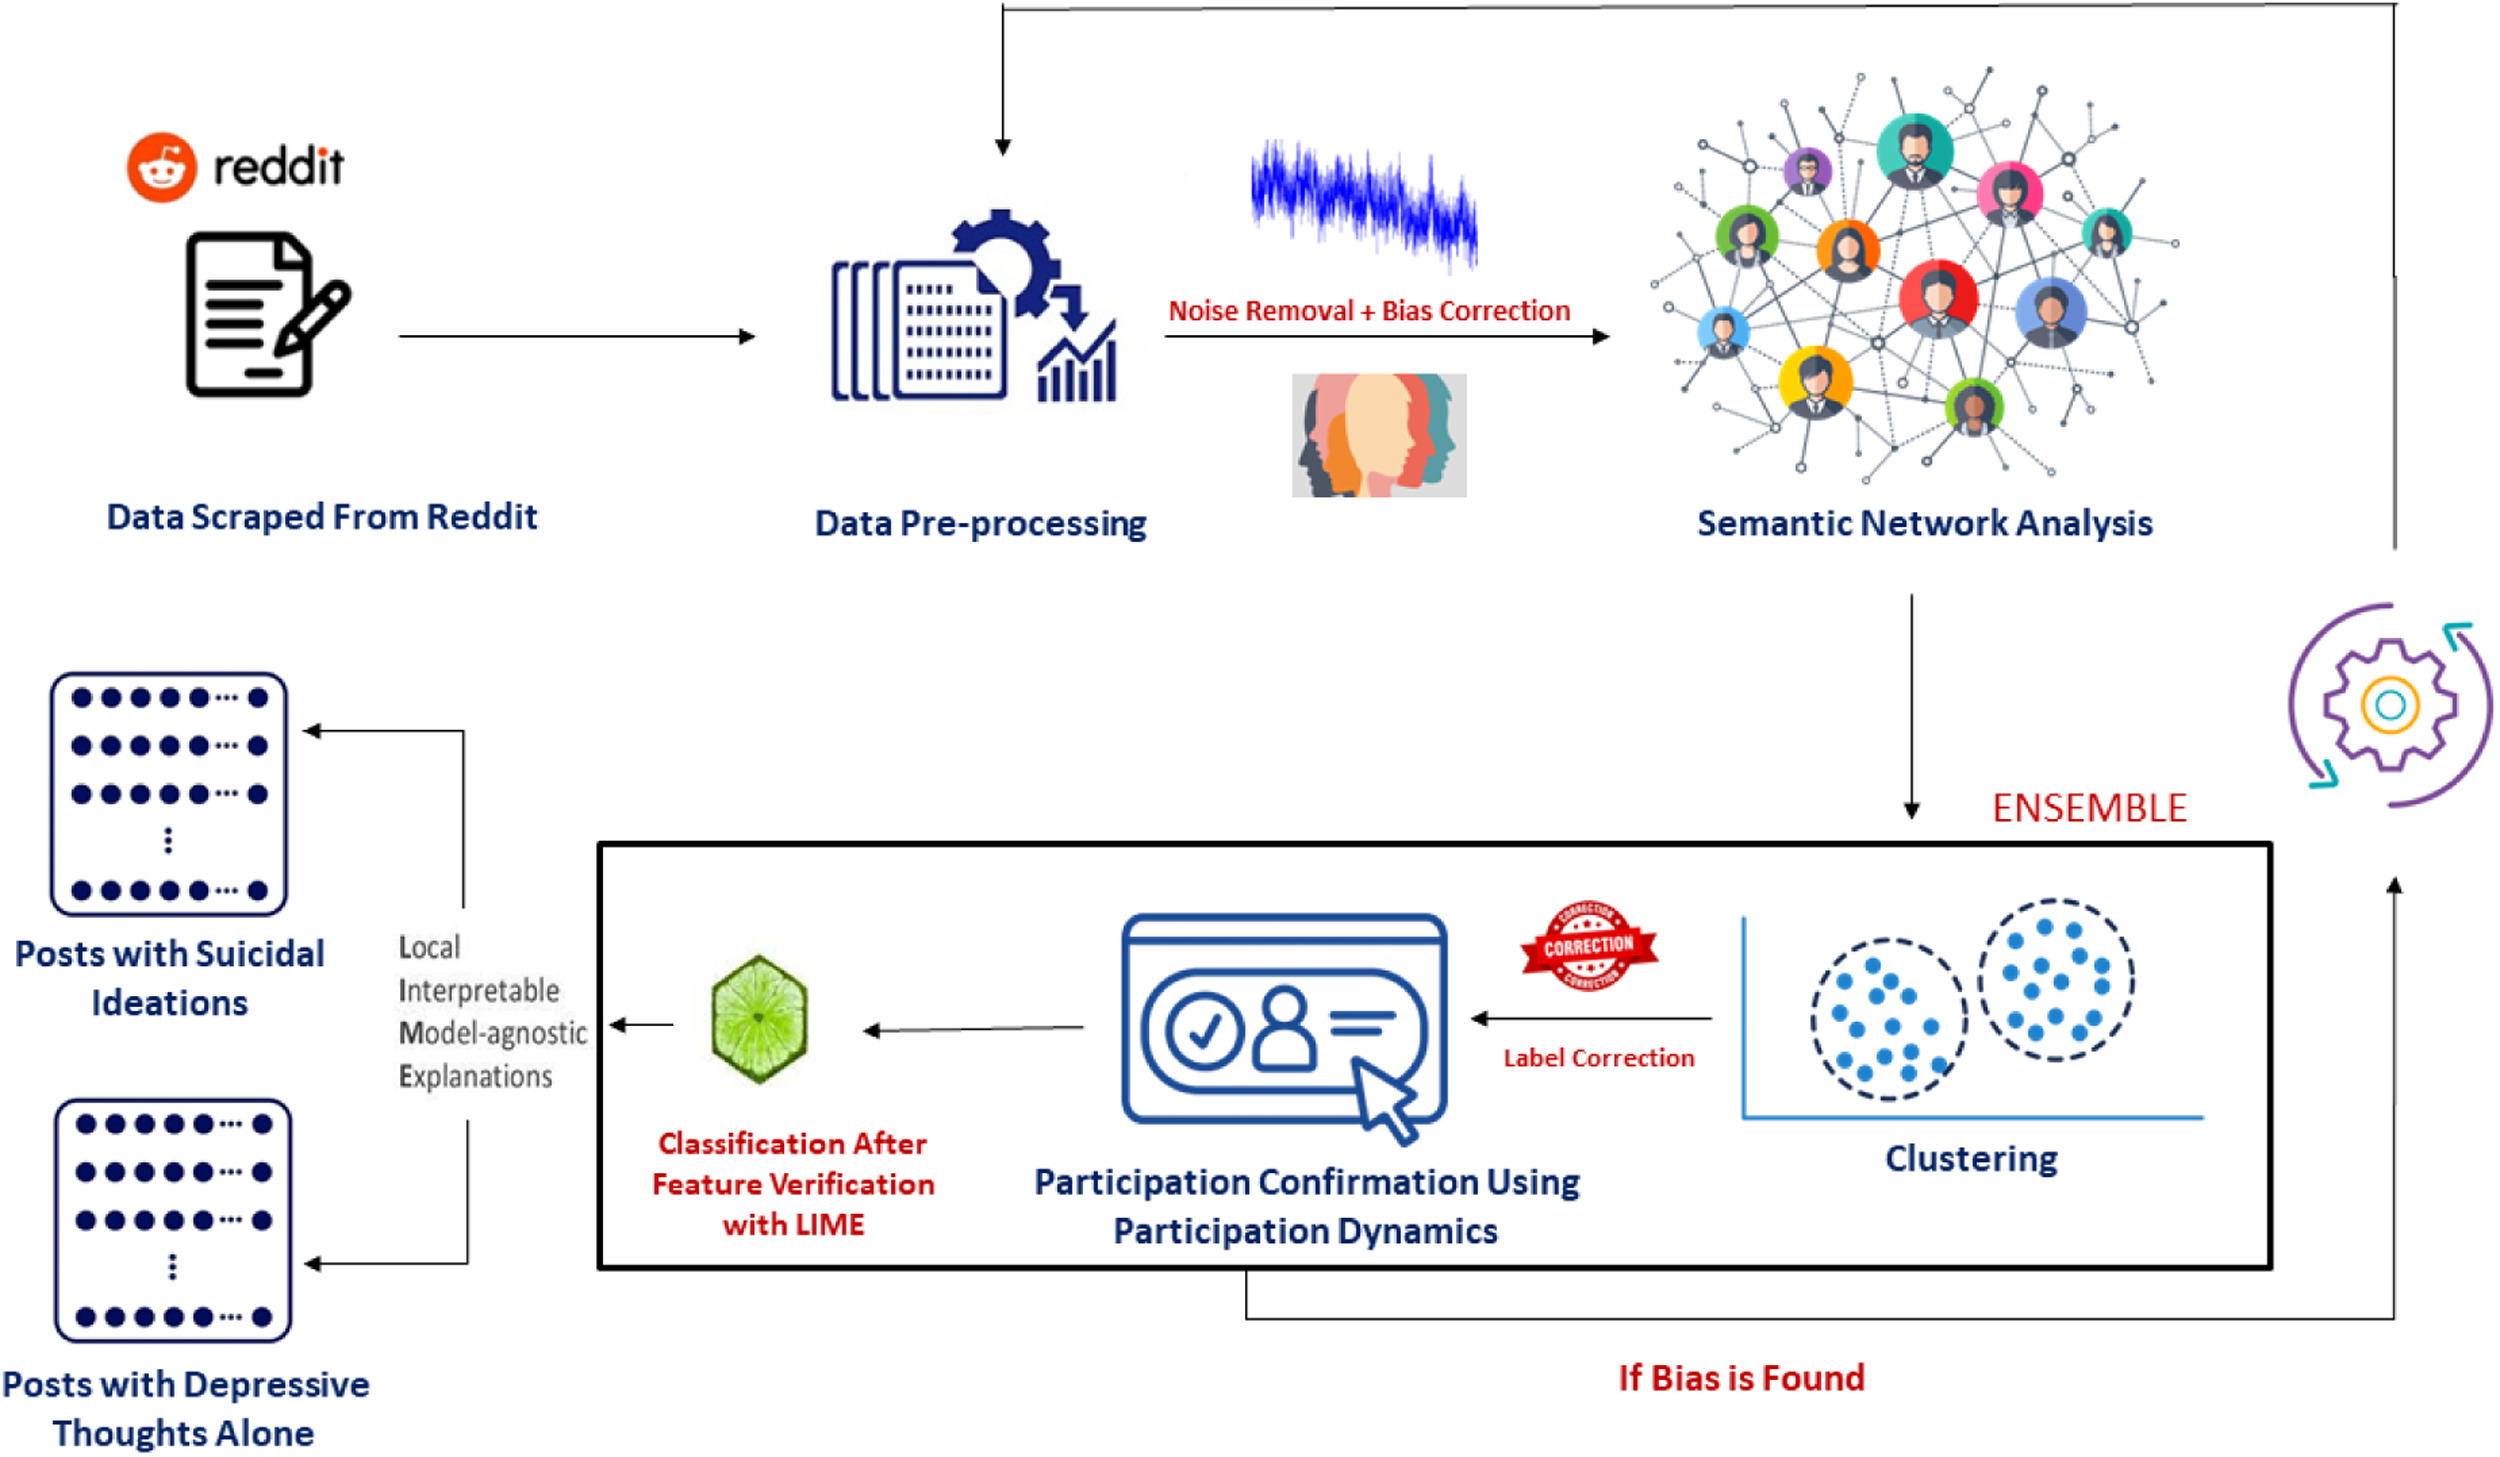 reddit
Noise Removal + Bias Correction
Data Scraped From Reddit
Data Pre-processing
Semantic Network Analysis
ENSEMBLE
CORRECTION
CORRECTION
CORRECTION
Label Correction
Clustering
Participation Confirmation Using
Participation Dynamics
Classification After
Feature Verification
with LIME
Local
Interpretable
Model-agnostic
Explanations
Posts with Suicidal
Ideations
Posts with Depressive
Thoughts Alone
If Bias is Found